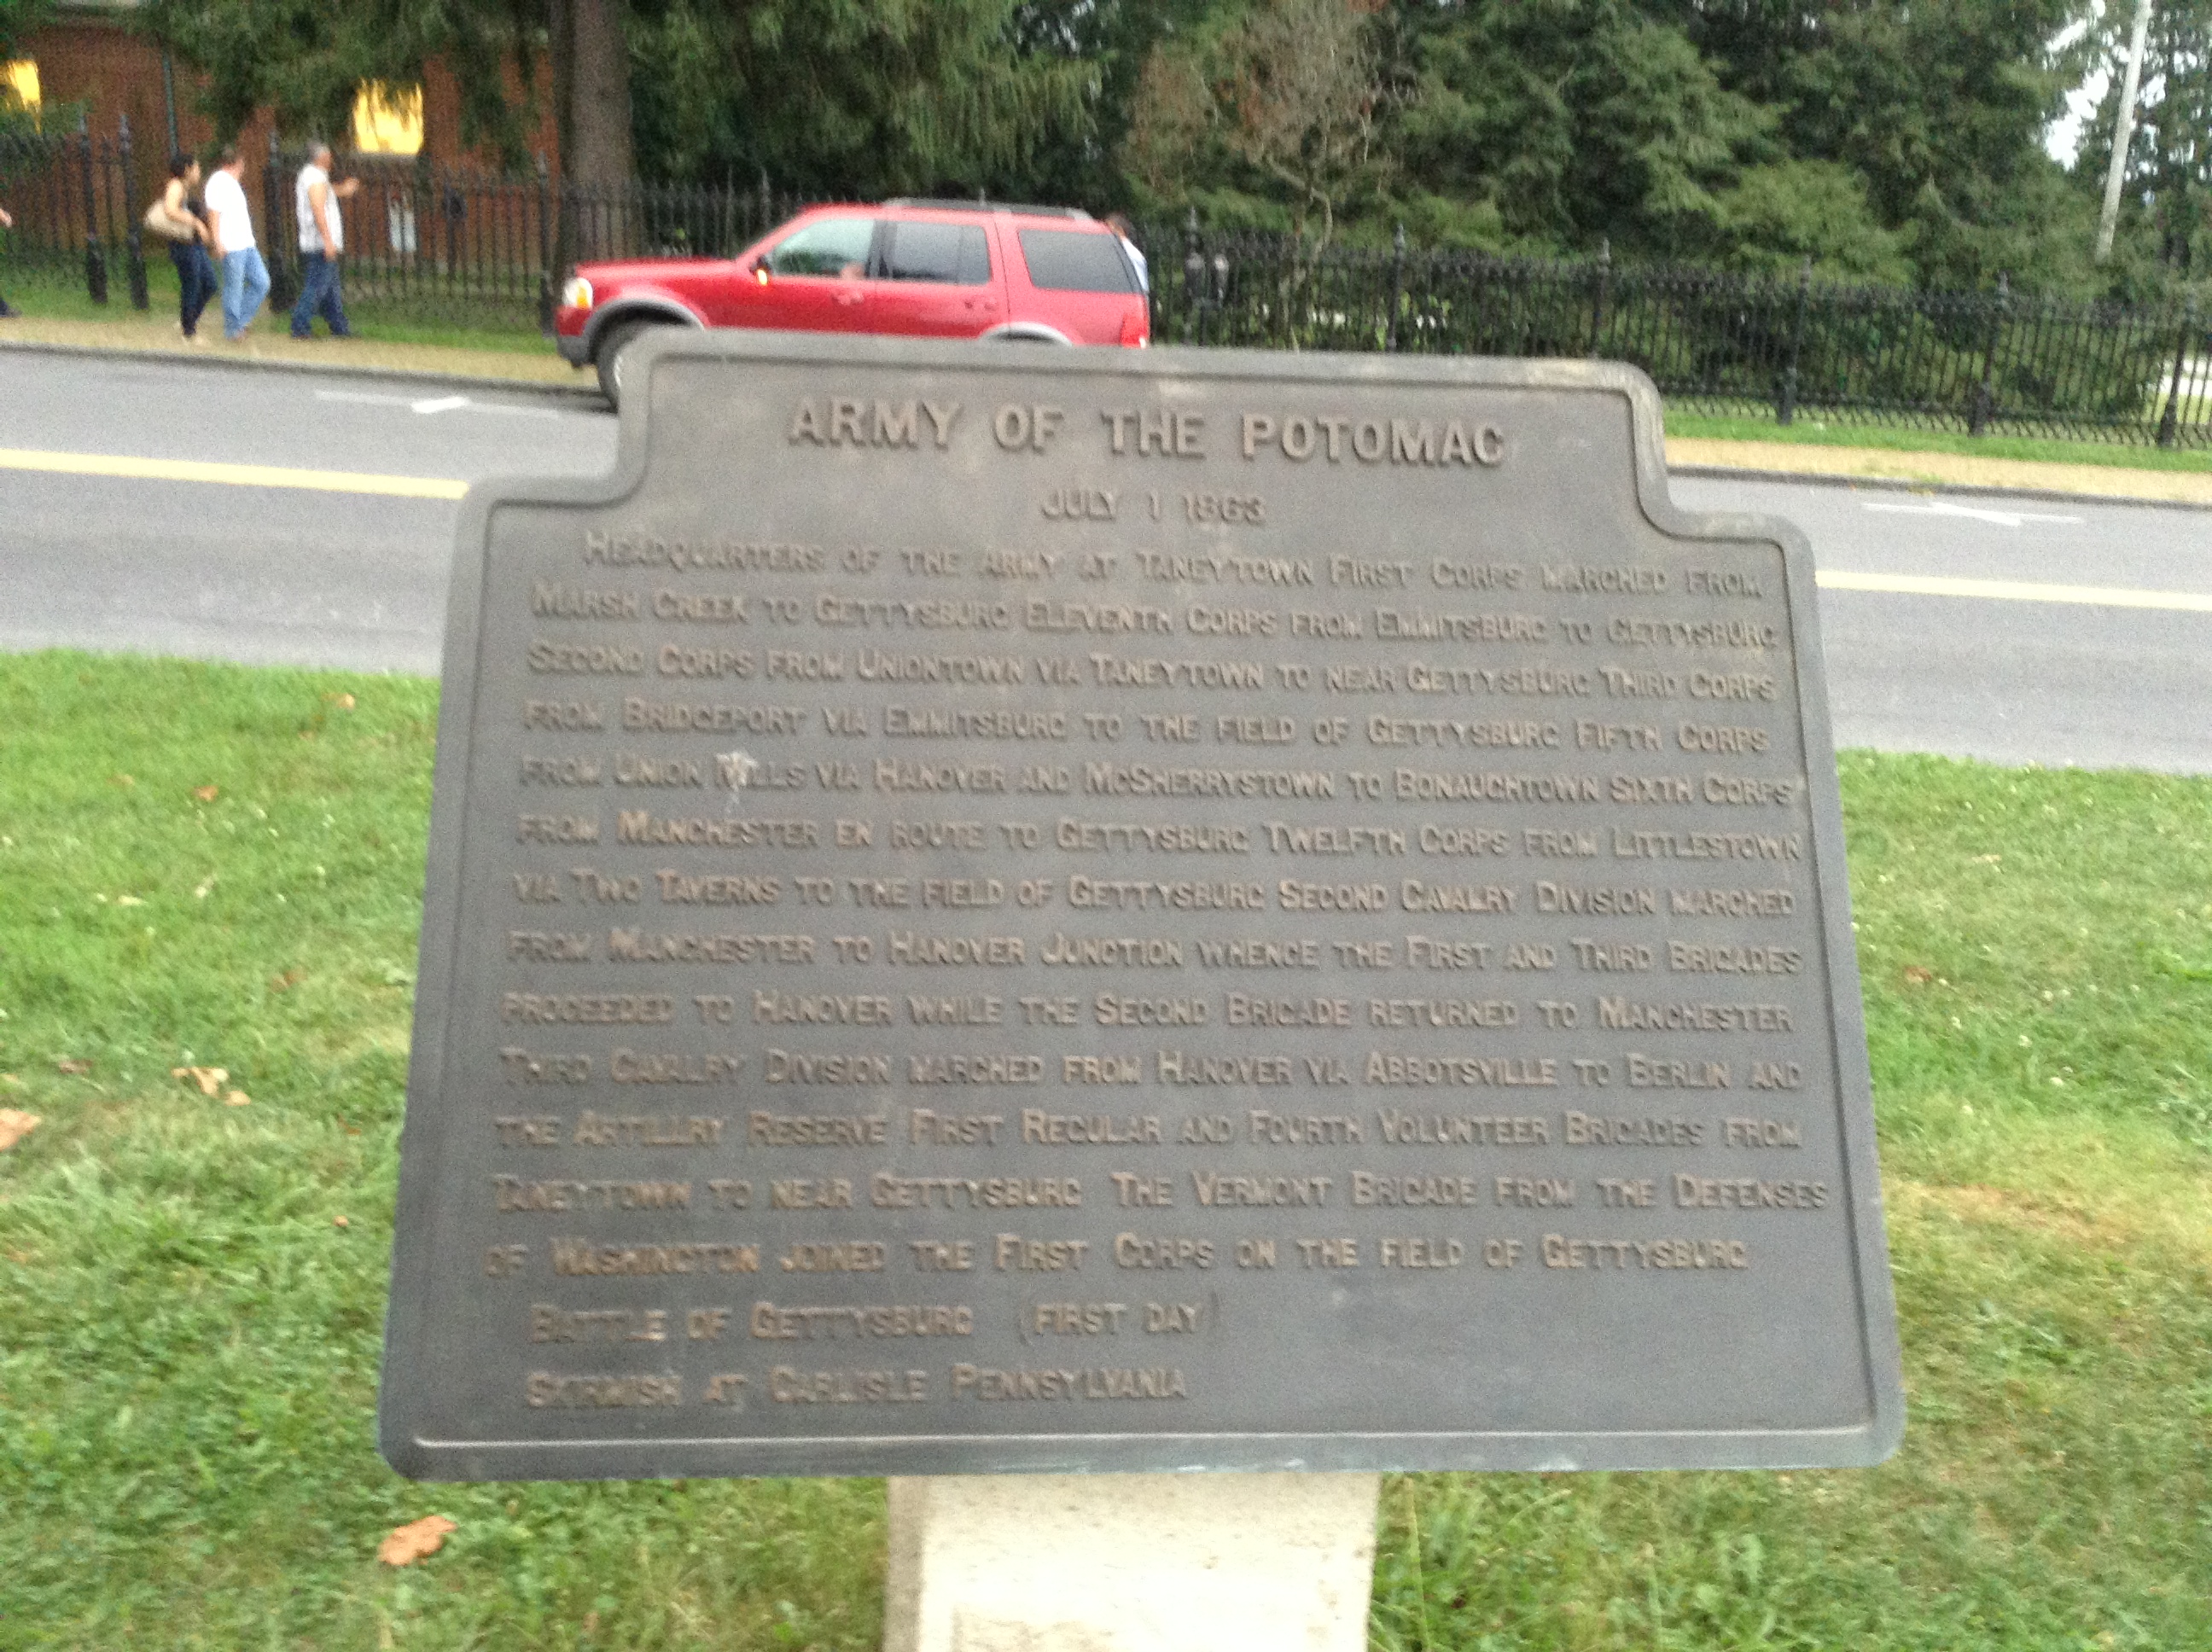 ARMY OF THE POTOMAC
JULY 1 1863
HEADQUARTERS OF THE ARMY AT TANEYTOWN FIRST CORPS MARCHED FROM
MARSH CREEK TO GETTYSBURG ELEVENTH CORPS FROM EMMITSBURG TO GETTYSBURG
SECOND CORPS FROM UNIONTOWN VIA TANEYTOWN TO NEAR GETTYSBURG THIRD CORPS
FROM BRIDGEPORT VIA EMMITSBURG TO THE FIELD OF GETTYSBURG FIFTH CORPS
FROM UNION MILLS VIA HANOVER AND MCSHERRYSTOWN TO BONAUGHTOWN SIXTH CORPS
FROM MANCHESTER EN ROUTE TO GETTYSBURG TWELFTH CORPS FROM LITTLESTOWN
VIA TWO TAVERNS TO THE FIELD OF GETTYSBURG SECOND CAVALRY DIVISION MARCHED
FROM MANCHESTER TO HANOVER JUNCTION WHENCE THE FIRST AND THIRD BRIGADES
PROCEEDED TO HANOVER WHILE THE SECOND BRIGADE RETURNED TO MANCHESTER
THIRD CAVALRY DIVISION MARCHED FROM HANOVER VIA ABBOTSVILLE TO BERLIN AND
THE ARTILLRY RESERVE FIRST REGULAR AND FOURTH VOLUNTEER BRIGADES FROM
TANEYTOWN TO NEAR GETTYSBURG THE VERMONT BRIGADE FROM THE DEFENSES
OF WASHINGTON JOINED THE FIRST CORPS ON THE FIELD OF GETTYSBURG
BATTLE OF GETTYSBURG (FIRST DAY)
SKIRMISH AT CARLISLE PENNSYLVANIA